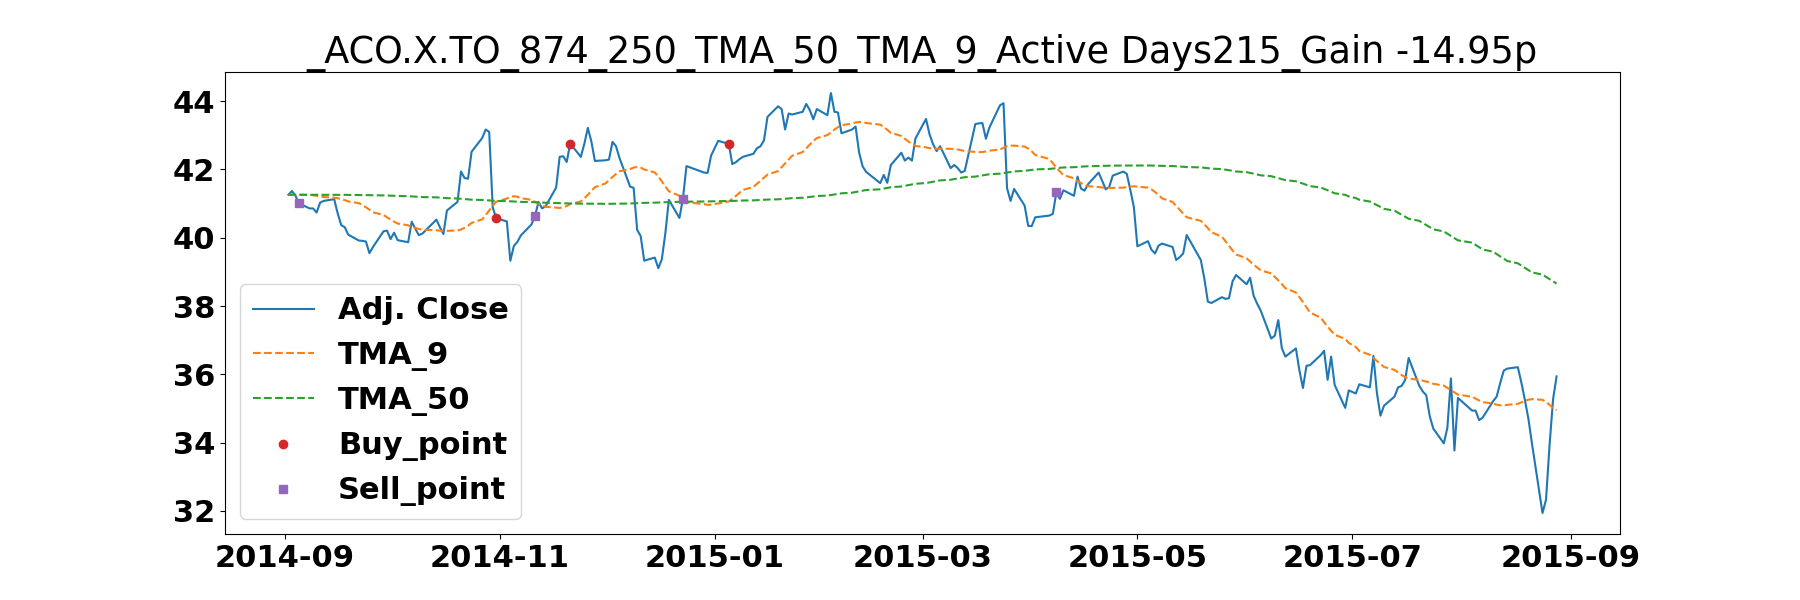 _ACO.X.TO_874_250_TMA_50_TMA_9_Active Days215_Gain -14.95p
44
42
40
38
36
34
32
Adj. Close
TMA_9
TMA_50
Buy_point
Sell_point
2014-09 2014-11 2015-01 2015-03 2015-05 2015-07 2015-09